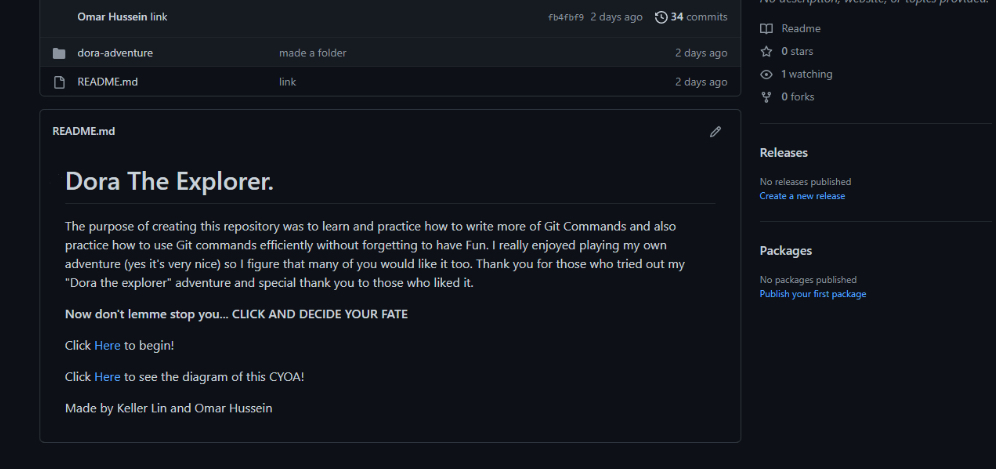 No description, website, or topics provided.
Omar Hussein link fb4fbf9 2 days ago 34 commits
dora-adventure made a folder 2 days ago
README.md link 2 days ago
Readme
0 stars
1 watching
0 forks
README.md
Dora The Explorer.
The purpose of creating this repository was to learn and practice how to write more of Git Commands and also
practice how to use Git commands efficiently without forgetting to have Fun. I really enjoyed playing my own
adventure (yes it's very nice) so I figure that many of you would like it too. Thank you for those who tried out my
"Dora the explorer" adventure and special thank you to those who liked it.
Now don't lemme stop you... CLICK AND DECIDE YOUR FATE
Click Here to begin!
Click Here to see the diagram of this CYOA!
Made by Keller Lin and Omar Hussein
Releases
No releases published
Create a new release
Packages
No packages published
Publish your first package